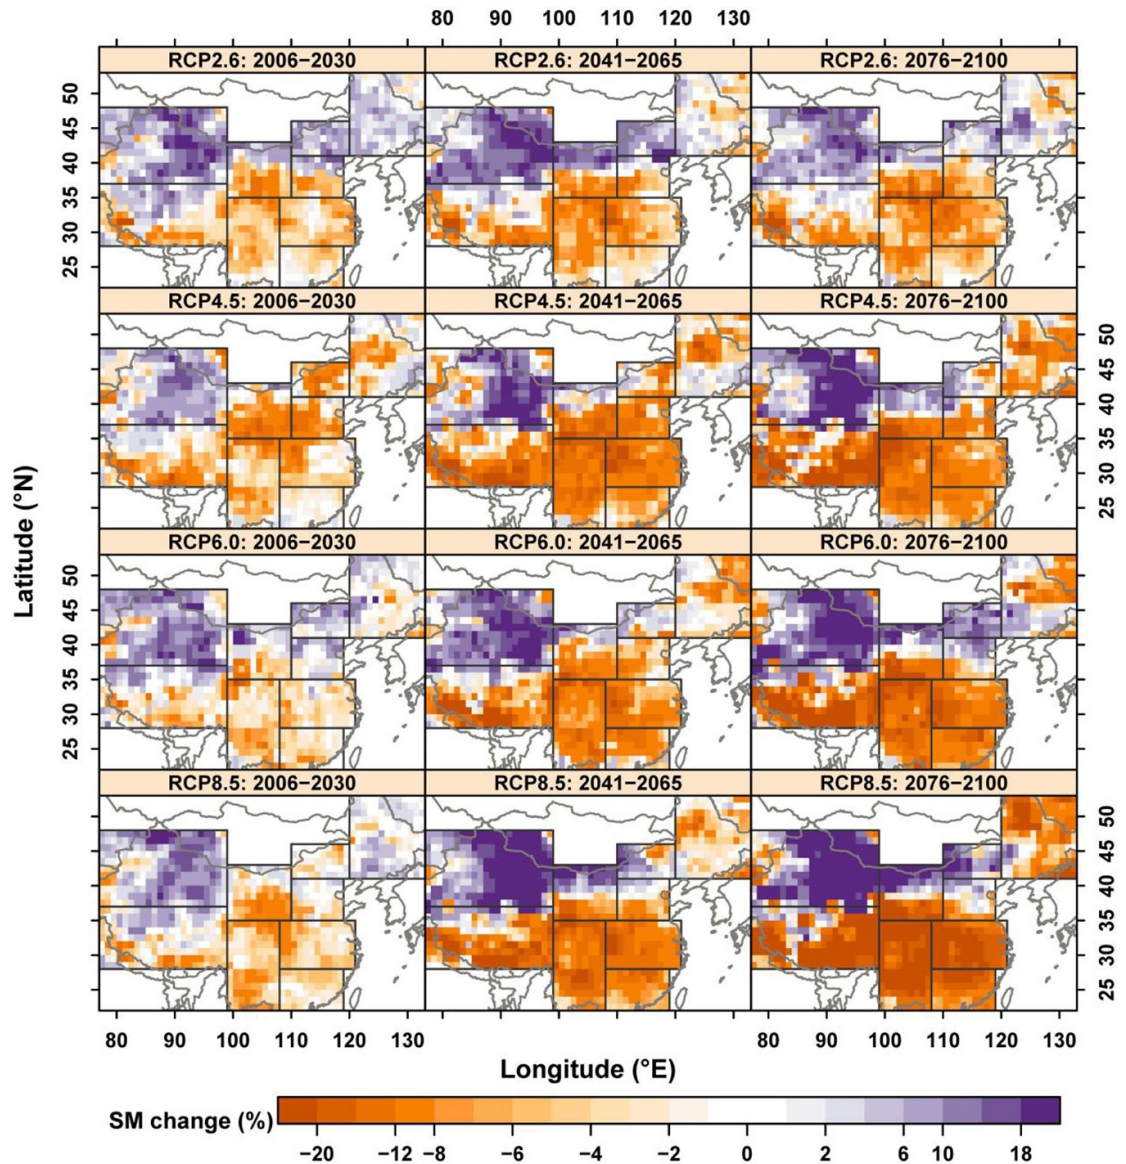 80 90 100 110 120 130
RCP2.6: 2006−2030 RCP2.6: 2041−2065 RCP2.6: 2076−2100
50
45
40
35
30
25
RCP4.5: 2006−2030 RCP4.5: 2041−2065 RCP4.5: 2076−2100
50
45
40
35
30
25
Latitude (°N)
RCP6.0: 2006−2030 RCP6.0: 2041−2065 RCP6.0: 2076−2100
50
45
40
35
30
25
RCP8.5: 2006−2030 RCP8.5: 2041−2065 RCP8.5: 2076−2100
50
45
40
35
30
25
80 90 100 110 120 130 80 90 100 110 120 130
Longitude (°E)
SM change (%)
−20 −12 −8 −6 −4 −2 0 2 6 10 18